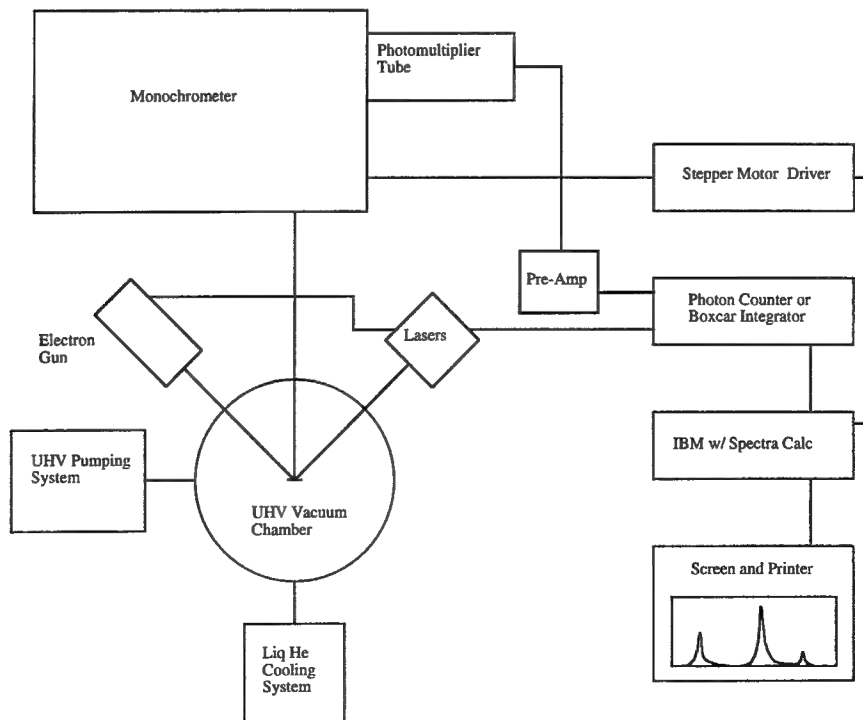 Photomultiplier
Tube
Monochrometer
Stepper Motor Driver
Pre-Amp
Photon Counter or
Boxcar Integrator
Electron
Gun
Lasers
IBM w/ Spectra Calc
UHV Pumping
System
UHV Vacuum
Chamber
Screen and Printer
Liq He
Cooling
System